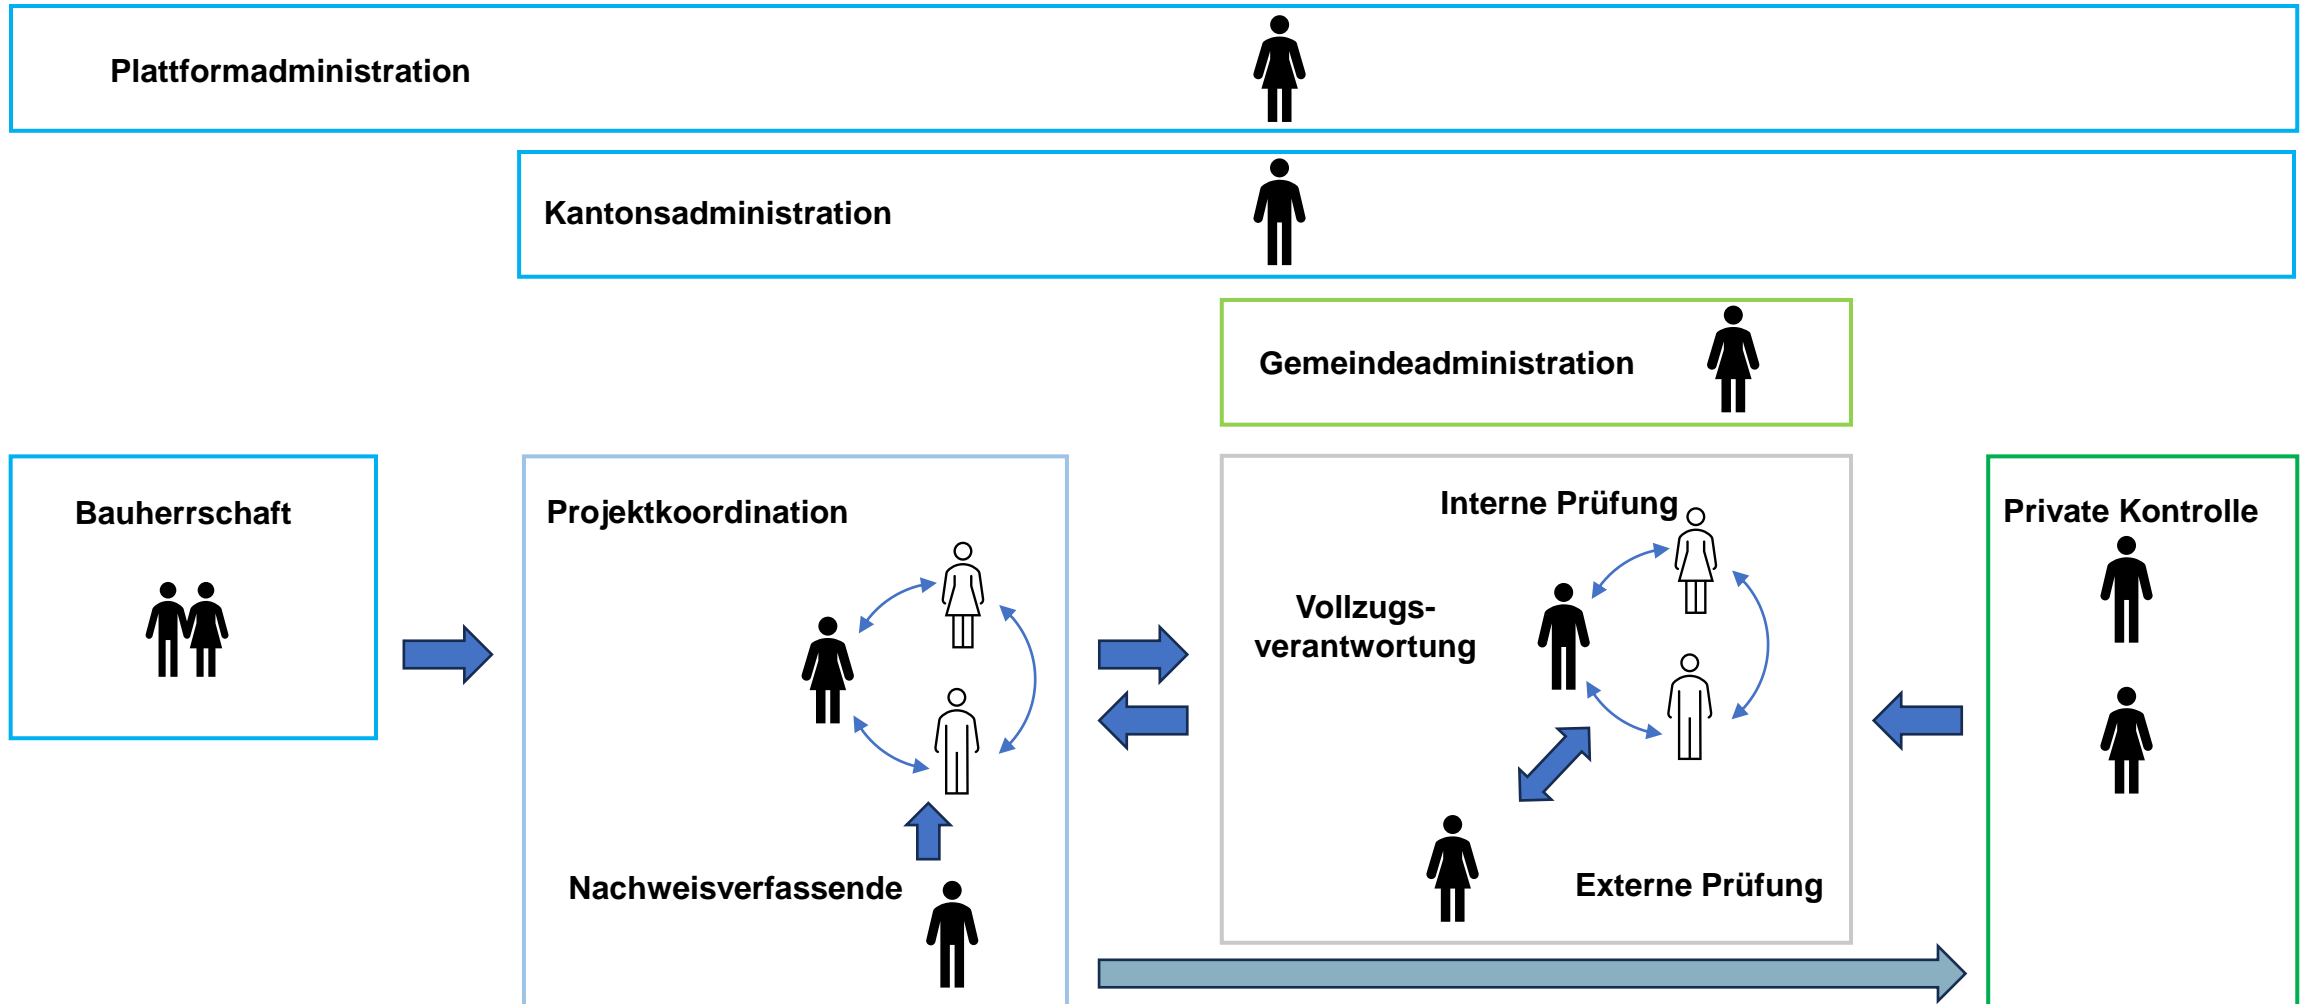 Plattformadministration
Kantonsadministration
Gemeindeadministration
Bauherrschaft
Projektkoordination
Nachweisverfassende
Interne Prüfung
Vollzugs-
verantwortung
Externe Prüfung
Private Kontrolle